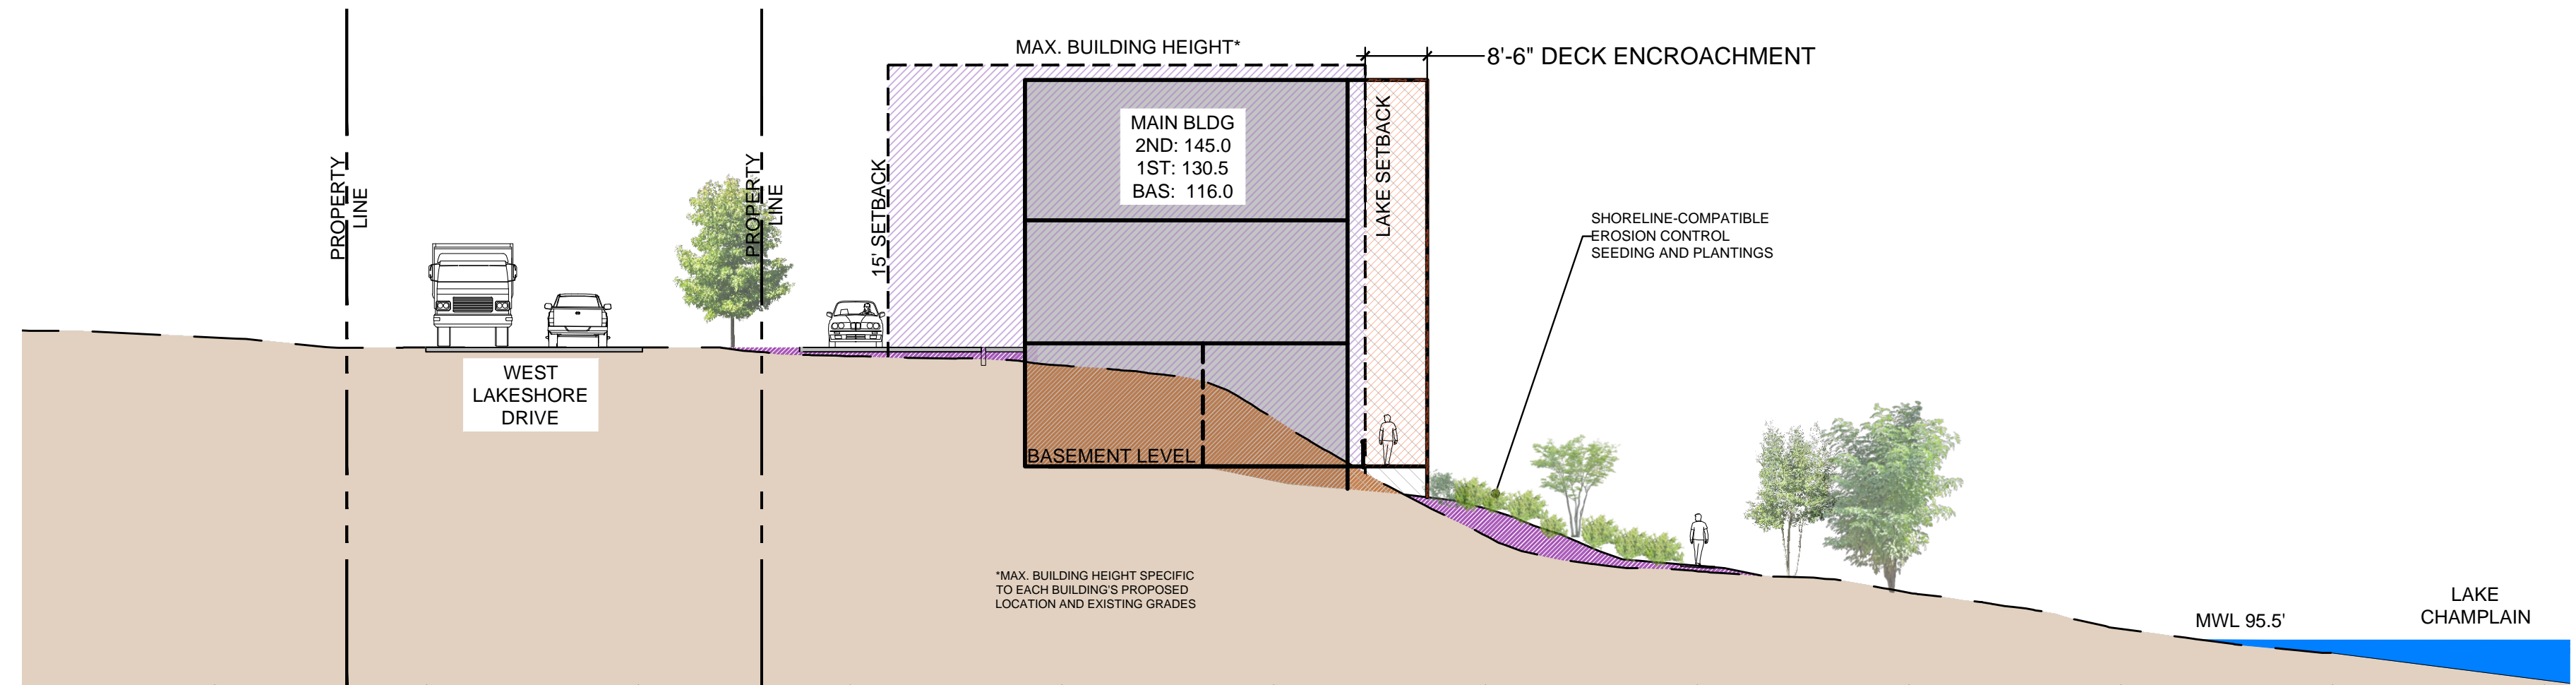 MAX. BUILDING HEIGHT*
8'-6" DECK ENCROACHMENT
MAIN BLDG
2ND: 145.0
1ST: 130.5
BAS: 116.0
PROPERTY
LINE
PROPERTY
LINE
15' SETBACK
LAKE SETBACK
SHORELINE-COMPATIBLE
EROSION CONTROL
SEEDING AND PLANTINGS
WEST
LAKESHORE
DRIVE
BASEMENT LEVEL
*MAX. BUILDING HEIGHT SPECIFIC
TO EACH BUILDING'S PROPOSED
LOCATION AND EXISTING GRADES
MWL 95.5'
LAKE
CHAMPLAIN